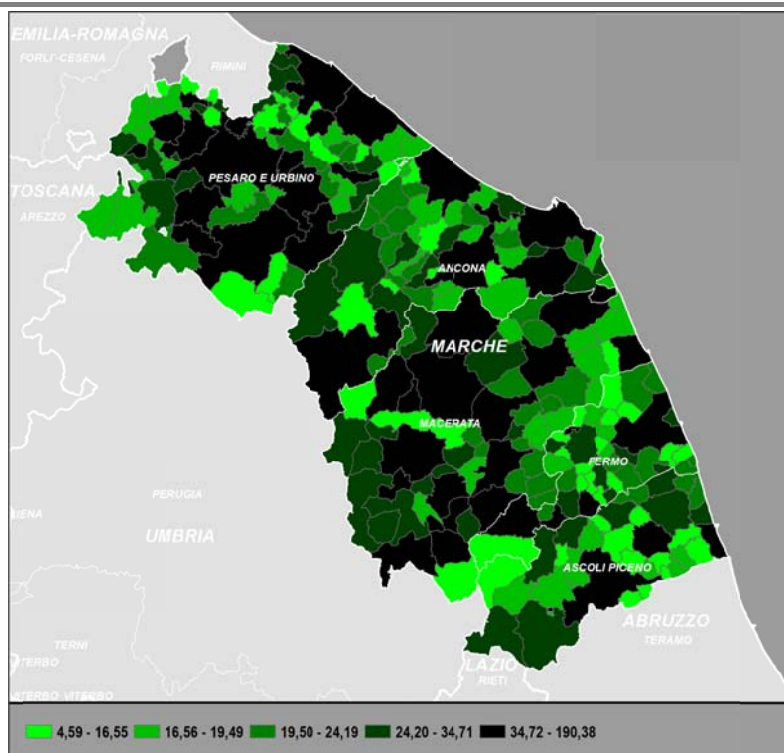 EMILIA-ROMAGNA
FORLI'-CESENA
RIMINI
PESARO E URBINO
TOSCANA
AREZZO
ANCONA
MARCHE
MACERATA
FERMO
PERUGIA
UMBRIA
ASCOLI PICENO
ABRUZZO
TERAMO
TERNI
LAZIO
RIETI
VITERBO VITERBO
4,59 - 16,55 16,56 - 19,49 19,50 - 24,19 24,20 - 34,71 34,72 - 190,38